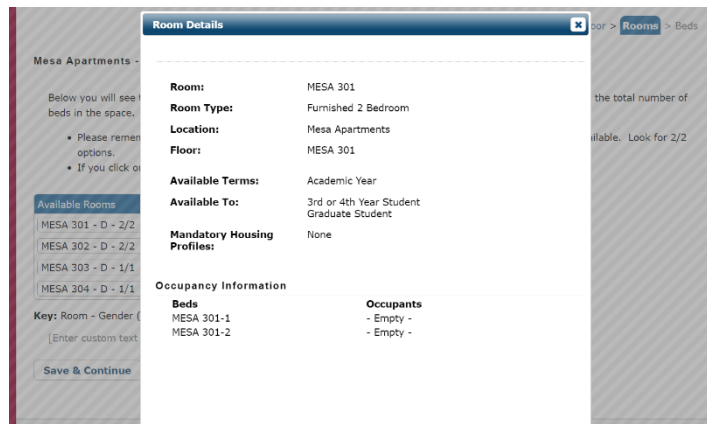 Room Details
oor > Rooms > Beds
Mesa Apartments -
Below you will see t
the total number of
beds in the space.
• Please remen
ilable. Look for 2/2
options.
• If you click o
Available Rooms
MESA 301 - D - 2/2
MESA 302 - D - 2/2
MESA 303 - D - 1/1
MESA 304 - D - 1/1
Key: Room - Gender (
[Enter custom text
Save & Continue
Room: MESA 301
Room Type: Furnished 2 Bedroom
Location: Mesa Apartments
Floor: MESA 301
Available Terms: Academic Year
Available To: 3rd or 4th Year Student
Graduate Student
Mandatory Housing None
Profiles:
Occupancy Information
Beds Occupants
MESA 301-1 - Empty -
MESA 301-2 - Empty -